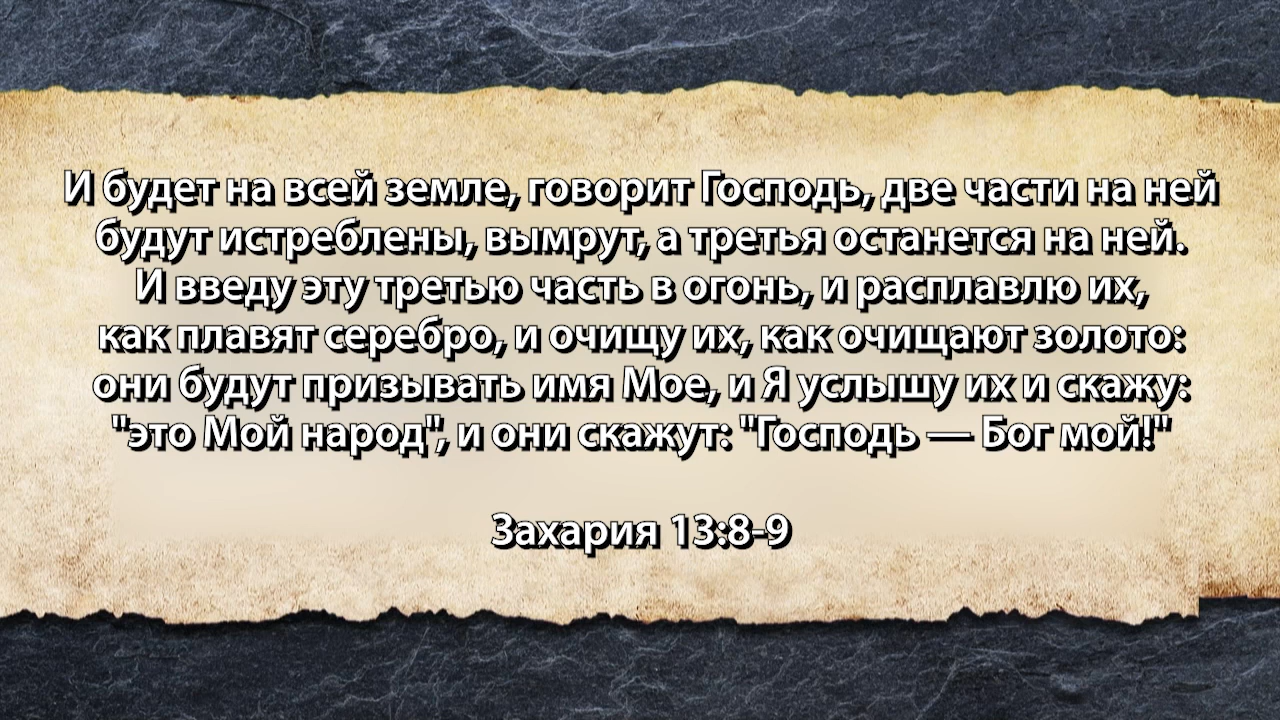 И будет на всей земле, говорит Господь, две части на ней
будут истреблены, вымрут, а третья останется на ней.
И введу эту третью часть в огонь, и расплавлю их,
как плавят серебро, и очищу их, как очищают золото:
они будут призывать имя Мое, и Я услышу их и скажу:
"это Мой народ", и они скажут: "Господь — Бог мой!"
Захария 13:8-9